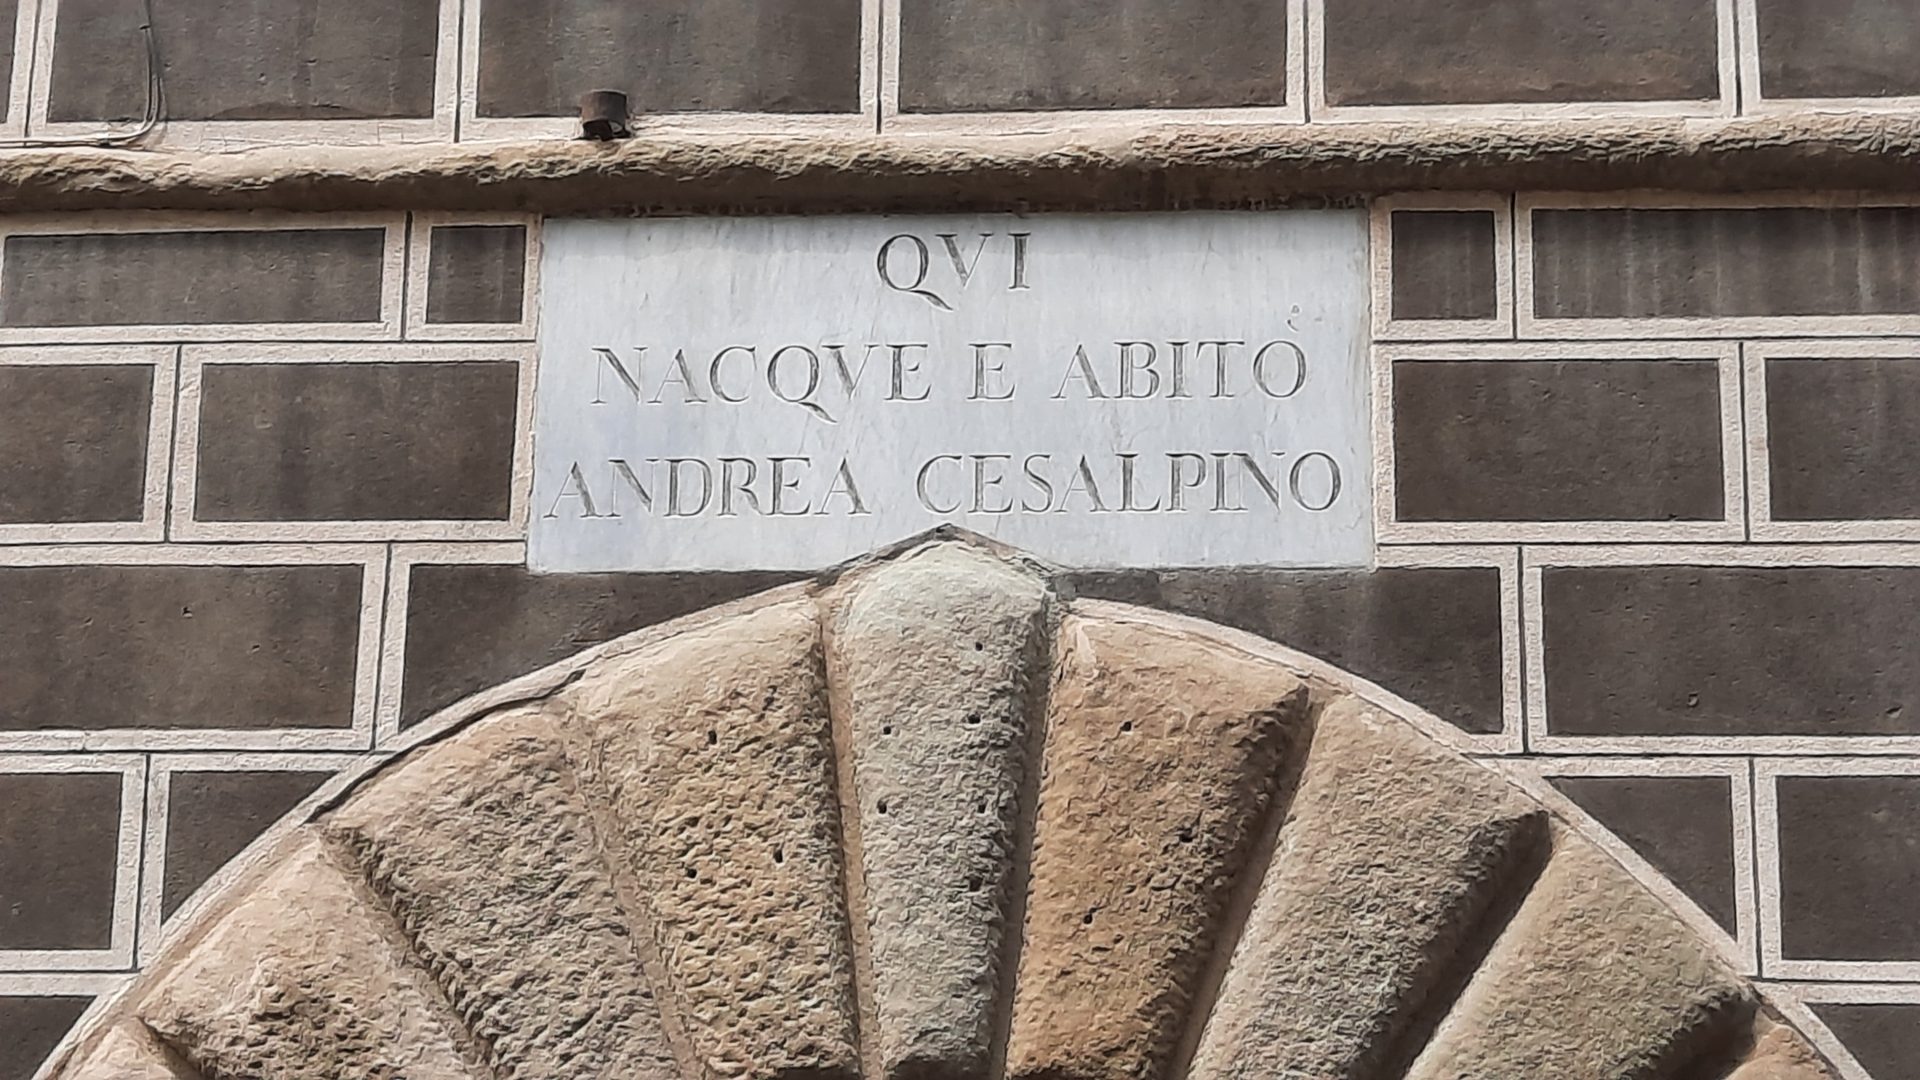 QVI
NACQVE E ABITÒ
ANDREA CESALPINO